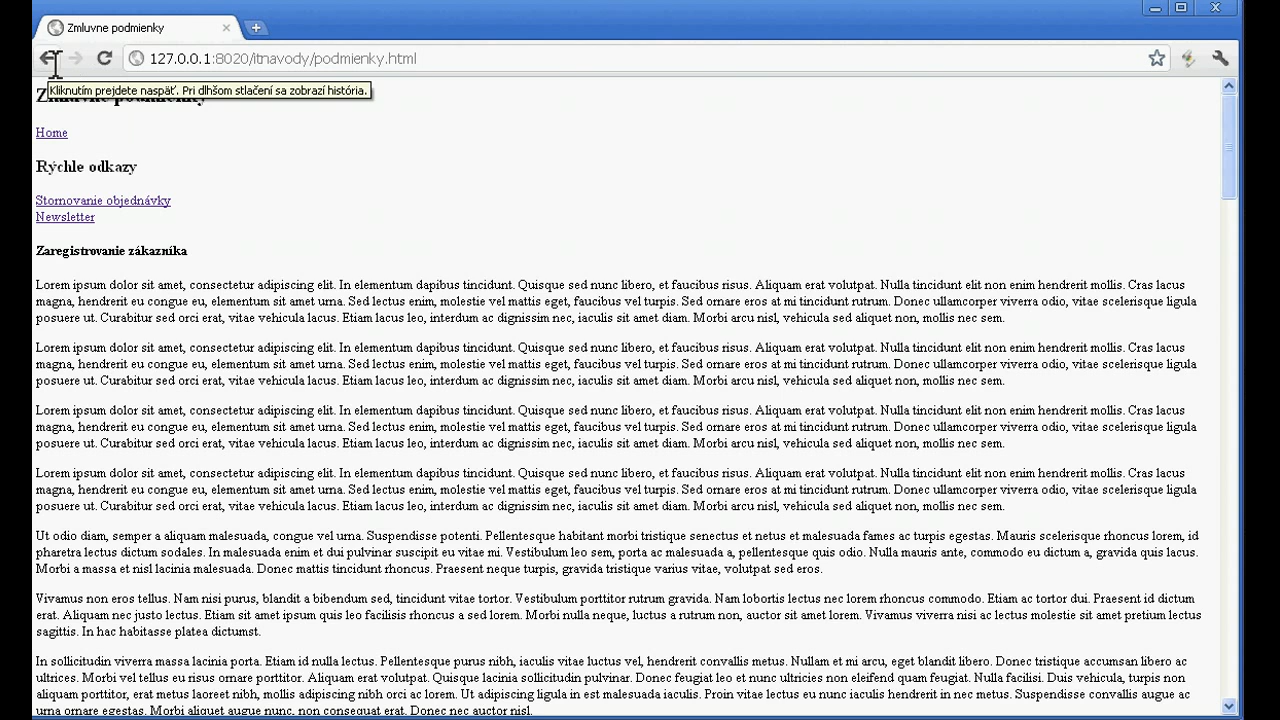 Zmluvne podmienky
127.0.0.1:8020/itnavody/podmienky.html
Kliknutím prejdete naspäť. Pri dlhšom stlačení sa zobrazí história.
Zmluvne podmienky
Home
Rýchle odkazy
Stornovanie objednávky
Newsletter
Zaregistrovanie zákazníka
Lorem ipsum dolor sit amet, consectetur adipiscing elit. In elementum dapibus tincidunt. Quisque sed nunc libero, et faucibus risus. Aliquam erat volutpat. Nulla tincidunt elit non enim hendrerit mollis. Cras lacus
magna, hendrerit eu congue eu, elementum sit amet urna. Sed lectus enim, molestie vel mattis eget, faucibus vel turpis. Sed ornare eros at mi tincidunt rutrum. Donec ullamcorper viverra odio, vitae scelerisque ligula
posuere ut. Curabitur sed orci erat, vitae vehicula lacus. Etiam lacus leo, interdum ac dignissim nec, iaculis sit amet diam. Morbi arcu nisl, vehicula sed aliquet non, mollis nec sem.
Lorem ipsum dolor sit amet, consectetur adipiscing elit. In elementum dapibus tincidunt. Quisque sed nunc libero, et faucibus risus. Aliquam erat volutpat. Nulla tincidunt elit non enim hendrerit mollis. Cras lacus
magna, hendrerit eu congue eu, elementum sit amet urna. Sed lectus enim, molestie vel mattis eget, faucibus vel turpis. Sed ornare eros at mi tincidunt rutrum. Donec ullamcorper viverra odio, vitae scelerisque ligula
posuere ut. Curabitur sed orci erat, vitae vehicula lacus. Etiam lacus leo, interdum ac dignissim nec, iaculis sit amet diam. Morbi arcu nisl, vehicula sed aliquet non, mollis nec sem.
Lorem ipsum dolor sit amet, consectetur adipiscing elit. In elementum dapibus tincidunt. Quisque sed nunc libero, et faucibus risus. Aliquam erat volutpat. Nulla tincidunt elit non enim hendrerit mollis. Cras lacus
magna, hendrerit eu congue eu, elementum sit amet urna. Sed lectus enim, molestie vel mattis eget, faucibus vel turpis. Sed ornare eros at mi tincidunt rutrum. Donec ullamcorper viverra odio, vitae scelerisque ligula
posuere ut. Curabitur sed orci erat, vitae vehicula lacus. Etiam lacus leo, interdum ac dignissim nec, iaculis sit amet diam. Morbi arcu nisl, vehicula sed aliquet non, mollis nec sem.
Lorem ipsum dolor sit amet, consectetur adipiscing elit. In elementum dapibus tincidunt. Quisque sed nunc libero, et faucibus risus. Aliquam erat volutpat. Nulla tincidunt elit non enim hendrerit mollis. Cras lacus
magna, hendrerit eu congue eu, elementum sit amet urna. Sed lectus enim, molestie vel mattis eget, faucibus vel turpis. Sed ornare eros at mi tincidunt rutrum. Donec ullamcorper viverra odio, vitae scelerisque ligula
posuere ut. Curabitur sed orci erat, vitae vehicula lacus. Etiam lacus leo, interdum ac dignissim nec, iaculis sit amet diam. Morbi arcu nisl, vehicula sed aliquet non, mollis nec sem.
Ut odio diam, semper a aliquam malesuada, congue vel urna. Suspendisse potenti. Pellentesque habitant morbi tristique senectus et netus et malesuada fames ac turpis egestas. Mauris scelerisque rhoncus lorem, id
pharetra lectus dictum sodales. In malesuada enim et dui pulvinar suscipit eu vitae mi. Vestibulum leo sem, porta ac malesuada a, pellentesque quis odio. Nulla mauris ante, commodo eu dictum a, gravida quis lacus.
Morbi a massa et nisl lacinia malesuada. Donec mattis tincidunt rhoncus. Praesent neque turpis, gravida tristique varius vitae, volutpat sed eros.
Vivamus non eros tellus. Nam nisi purus, blandit a bibendum sed, tincidunt vitae tortor. Vestibulum porttitor rutrum gravida. Nam lobortis lectus nec lorem rhoncus commodo. Etiam ac tortor dui. Praesent id dictum
erat. Aliquam nec justo lectus. Etiam sit amet ipsum quis leo facilisis rhoncus a sed lorem. Morbi nulla neque, luctus a rutrum non, auctor sit amet lorem. Vivamus viverra nisi ac lectus molestie sit amet pretium lectus
sagittis. In hac habitasse platea dictumst.
In sollicitudin viverra massa lacinia porta. Etiam id nulla lectus. Pellentesque purus nibh, iaculis vitae luctus vel, hendrerit convallis metus. Nullam et mi arcu, eget blandit libero. Donec tristique accumsan libero ac
ultrices. Morbi vel tellus eu risus ornare porttitor. Aliquam erat volutpat. Quisque lacinia sollicitudin pulvinar. Donec feugiat leo et nunc ultricies non eleifend quam feugiat. Nulla facilisi. Duis vehicula, turpis non
aliquam porttitor, erat metus laoreet nibh, mollis adipiscing nibh orci ac lorem. Ut adipiscing ligula in est malesuada iaculis. Proin vitae lectus eu nunc iaculis hendrerit in nec metus. Suspendisse convallis augue ac
urna ornare egestas. Morbi aliquet augue nunc, non consequat erat. Donec nec auctor nisl.